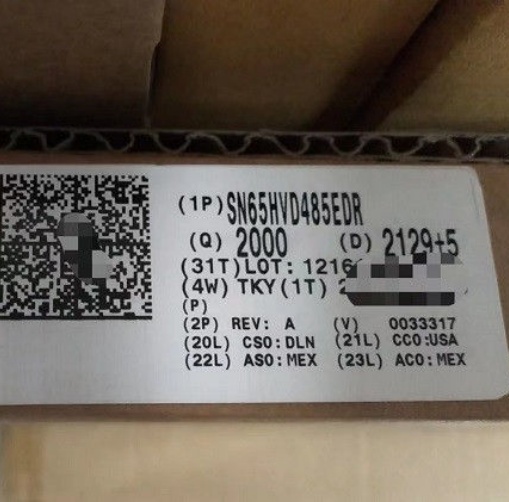 (1P) SN65HVD485EDR
(Q) 2000 (D) 2129+5
(31T) LOT: 1216
(4W) TKY (1T) 2
(P)
(2P) REV: A (V) 0033317
(20L) CSO: DLN (21L) CCO:USA
(22L) ASO: MEX (23L) ACO: MEX